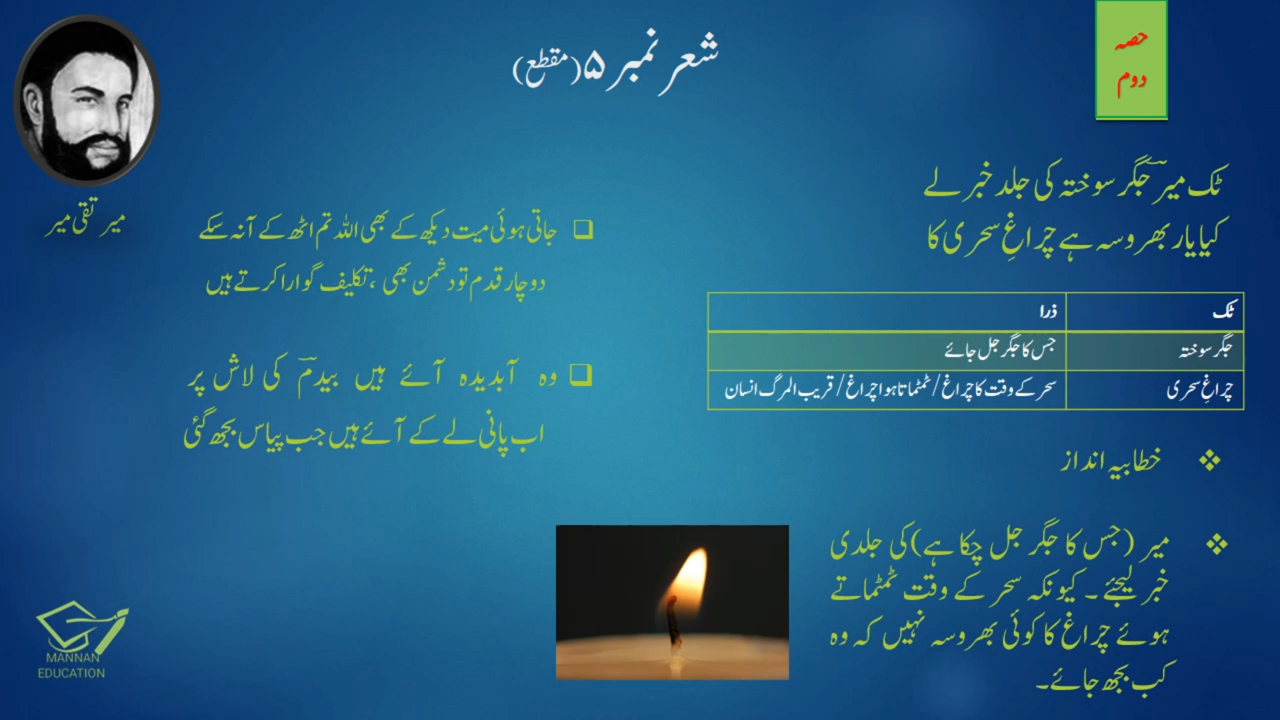 حصہ
دوم
شعر نمبر ۵ (مقطع)
ٹک میرؔ جگر سوختہ کی جلد خبر لے
کیا یار بھروسہ ہے چراغِ سحری کا
ٹک
ذرا
جگر سوختہ
جس کا جگر جل جائے
چراغِ سحری
سحر کے وقت کا چراغ / ٹمٹماتا ہوا چراغ / قریب المرگ انسان
خطابیہ انداز
میر (جس کا جگر جل چکا ہے) کی جلدی
خبر لیجئے ۔ کیونکہ سحر کے وقت ٹمٹماتے
ہوئے چراغ کا کوئی بھروسہ نہیں کہ وہ
کب بجھ جائے۔
میر تقی میر
جاتی ہوئی میت دیکھ کے بھی اللہ تم اٹھ کے آ نہ سکے
دو چار قدم تو دشمن بھی ، تکلیف گوارا کرتے ہیں
وہ آبدیدہ آئے ہیں بیدمؔ کی لاش پر
اب پانی لے کے آئے ہیں جب پیاس بجھ گئی
MANNAN
EDUCATION